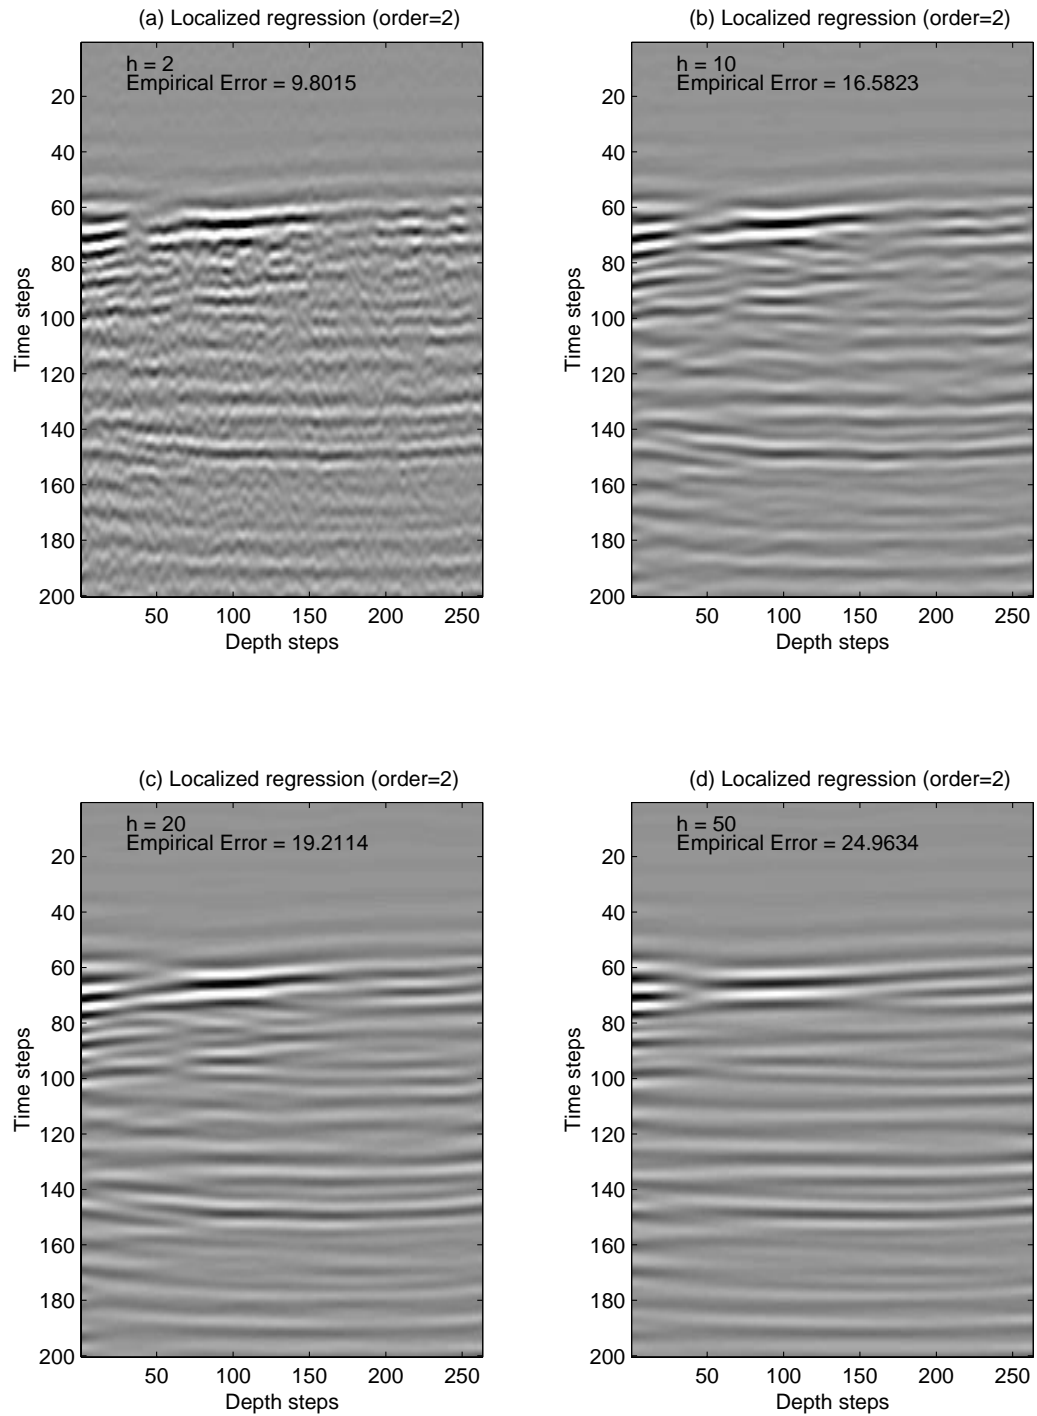 (a) Localized regression (order=2)
h = 2
Empirical Error = 9.8015
20
40
60
80
100
120
140
160
180
200
Time steps
50 100 150 200 250
Depth steps
(b) Localized regression (order=2)
h = 10
Empirical Error = 16.5823
20
40
60
80
100
120
140
160
180
200
Time steps
50 100 150 200 250
Depth steps
(c) Localized regression (order=2)
h = 20
Empirical Error = 19.2114
20
40
60
80
100
120
140
160
180
200
Time steps
50 100 150 200 250
Depth steps
(d) Localized regression (order=2)
h = 50
Empirical Error = 24.9634
20
40
60
80
100
120
140
160
180
200
Time steps
50 100 150 200 250
Depth steps